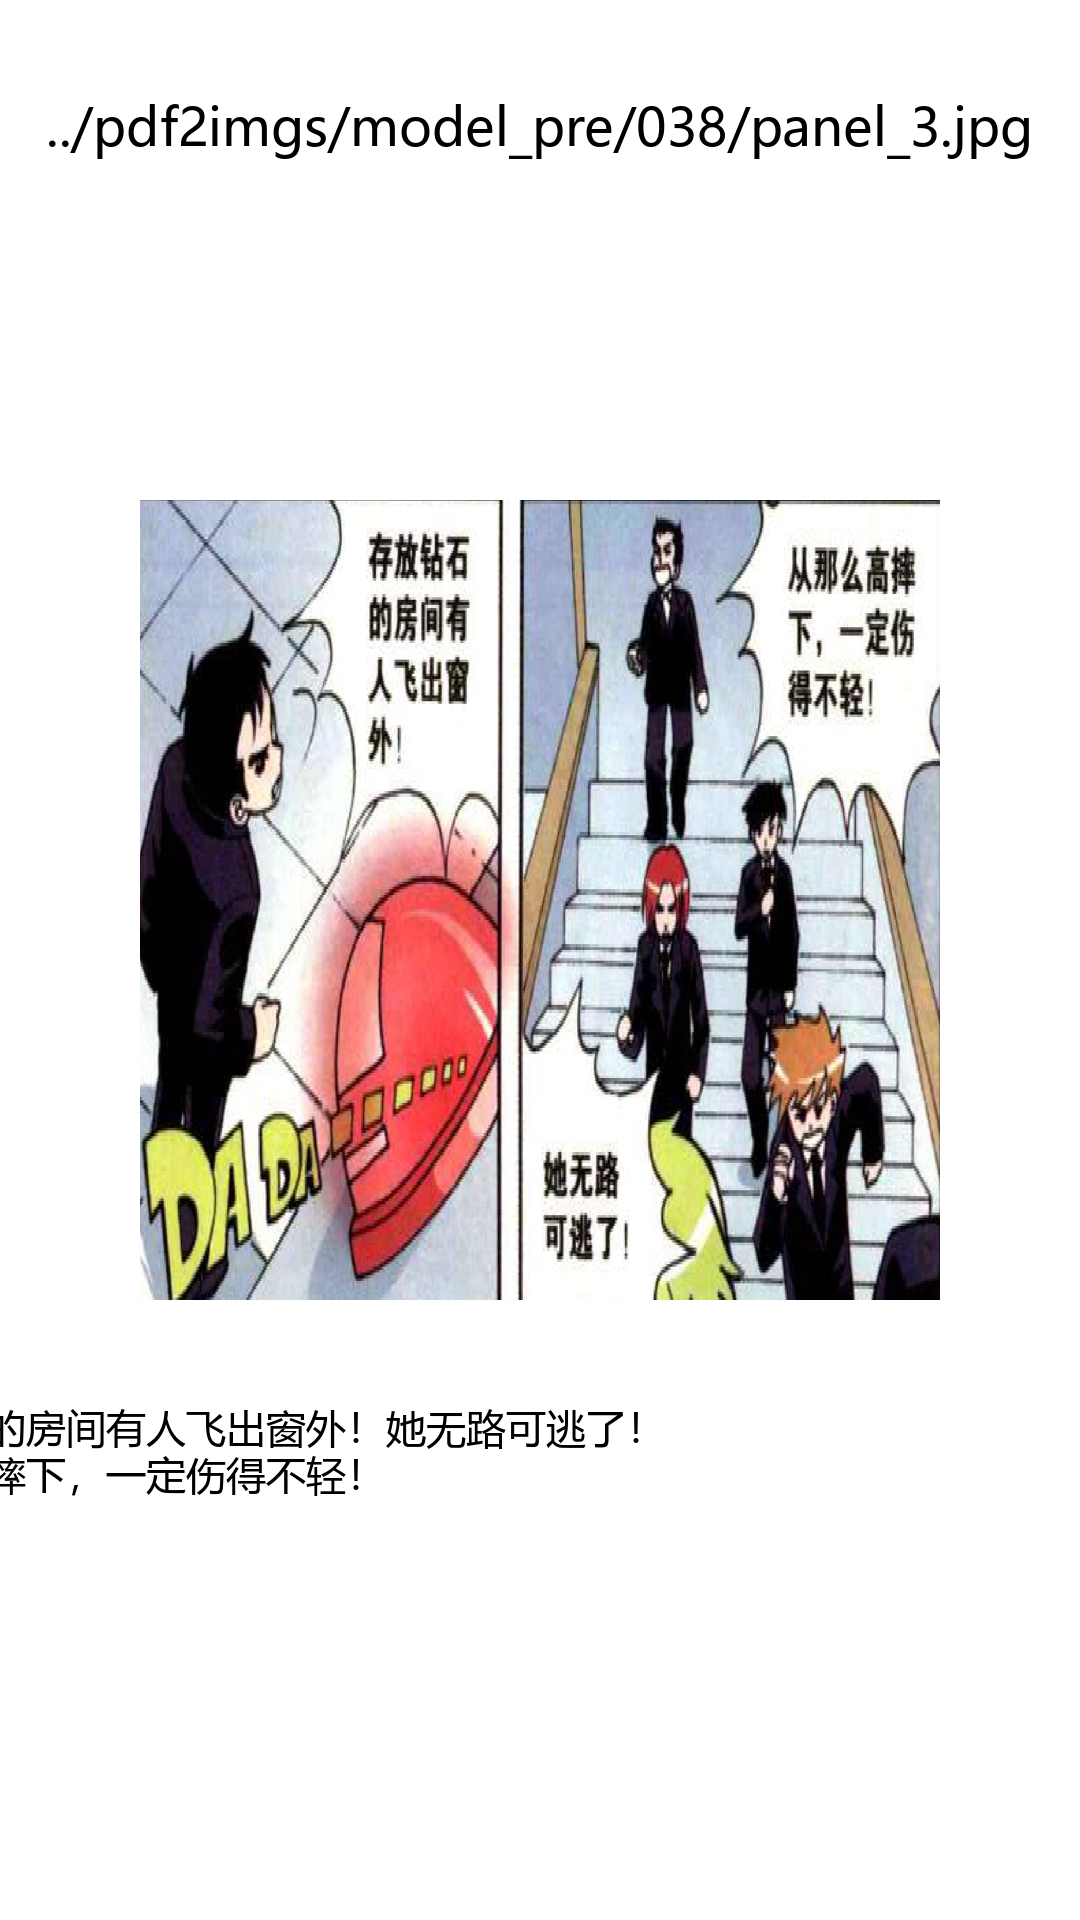 ../pdf2imgs/model_pre/038/panel_3.jpg
存放钻石
的房间有
人飞出窗
外！
从那么高摔
下，一定伤
得不轻！
DA DA
她无路
可逃了！
的房间有人飞出窗外！她无路可逃了！
摔下，一定伤得不轻！